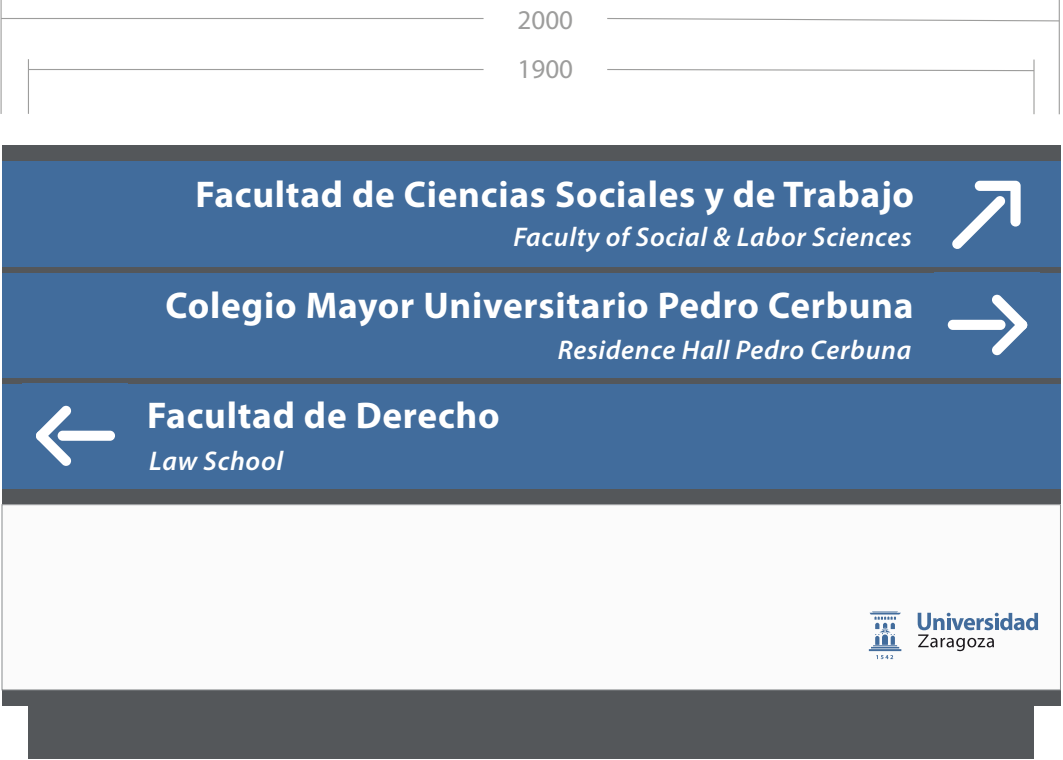 2000
1900
Facultad de Ciencias Sociales y de Trabajo
Faculty of Social & Labor Sciences
Colegio Mayor Universitario Pedro Cerbuna
Residence Hall Pedro Cerbuna
Facultad de Derecho
Law School
Universidad
Zaragoza
1542